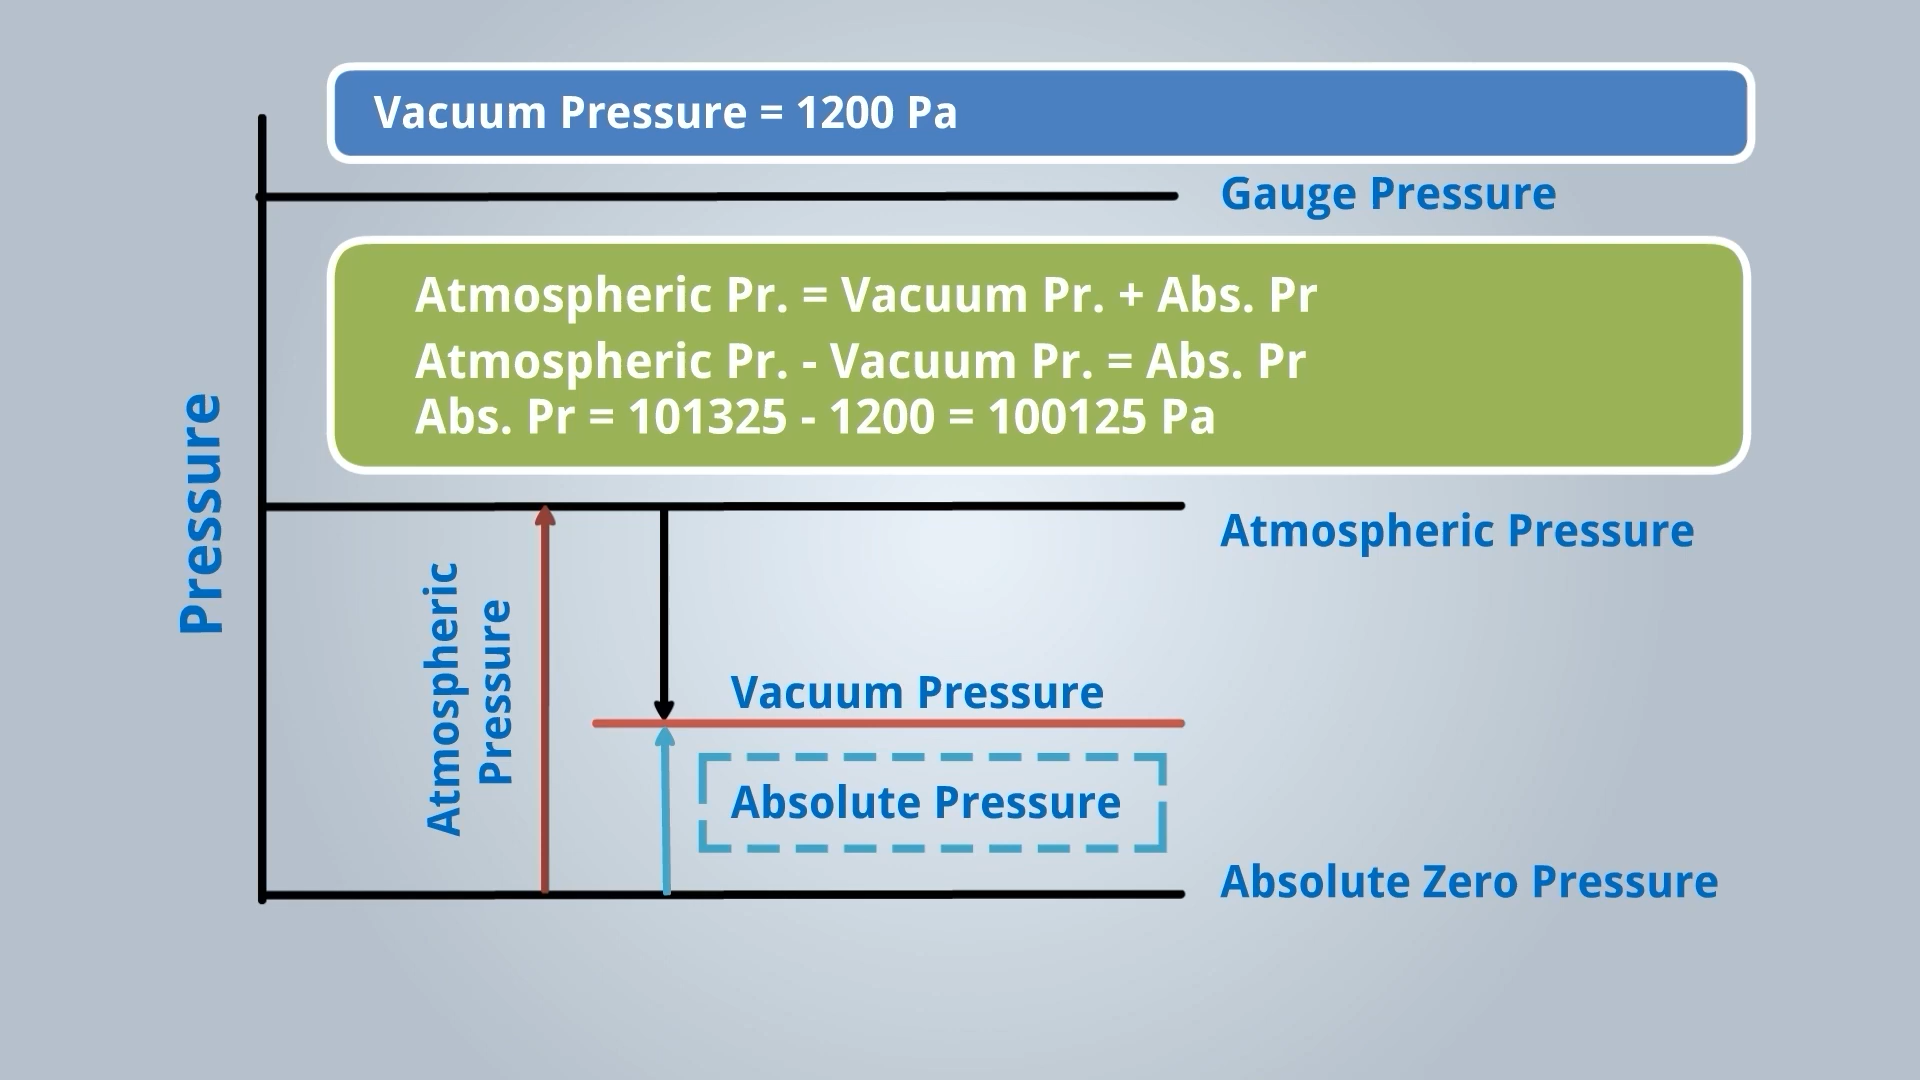 Vacuum Pressure = 1200 Pa
Gauge Pressure
Atmospheric Pr. = Vacuum Pr. + Abs. Pr
Atmospheric Pr. - Vacuum Pr. = Abs. Pr
Abs. Pr = 101325 - 1200 = 100125 Pa
Pressure
Atmospheric Pressure
Atmospheric
Pressure
Vacuum Pressure
Absolute Pressure
Absolute Zero Pressure